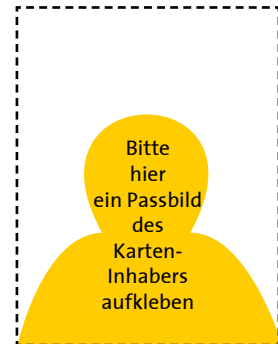 Bitte
hier
ein Passbild
des
Karten-
Inhabers
aufkleben